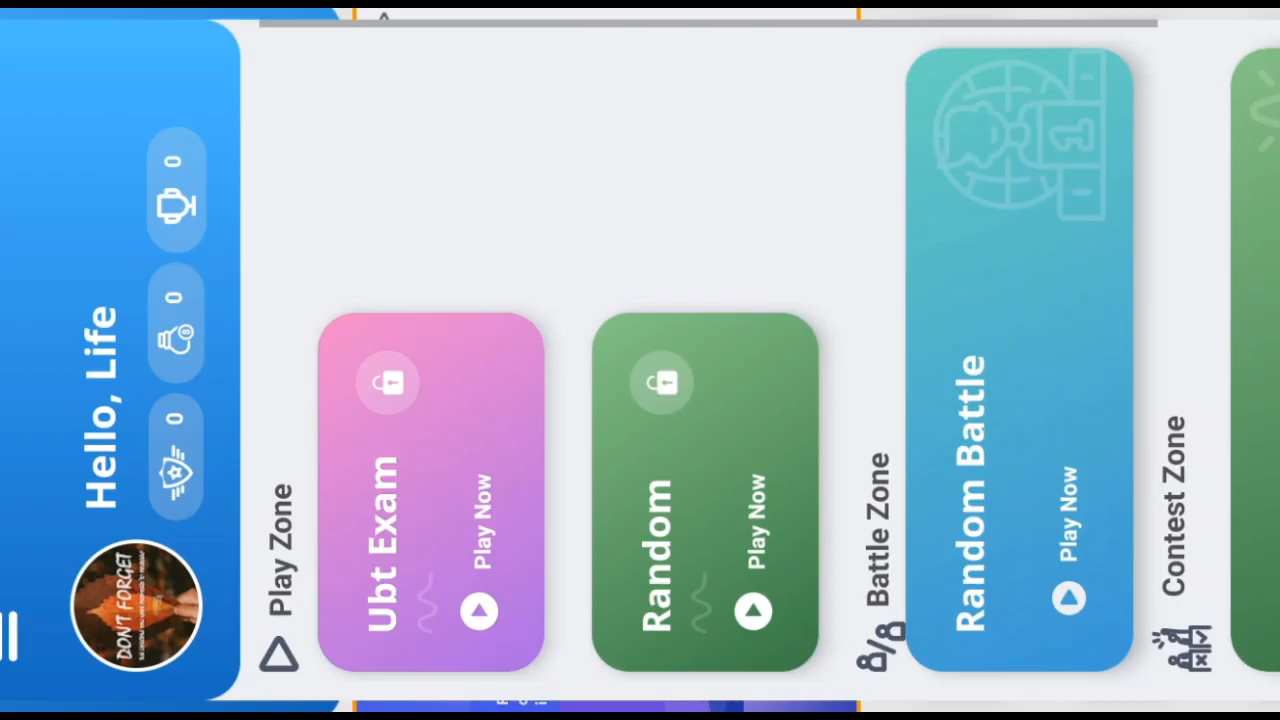 Hello, Life
0
0
0
DON'T FORGET
Play Zone
Ubt Exam
Play Now
Random
Play Now
Battle Zone
Random Battle
Play Now
Contest Zone